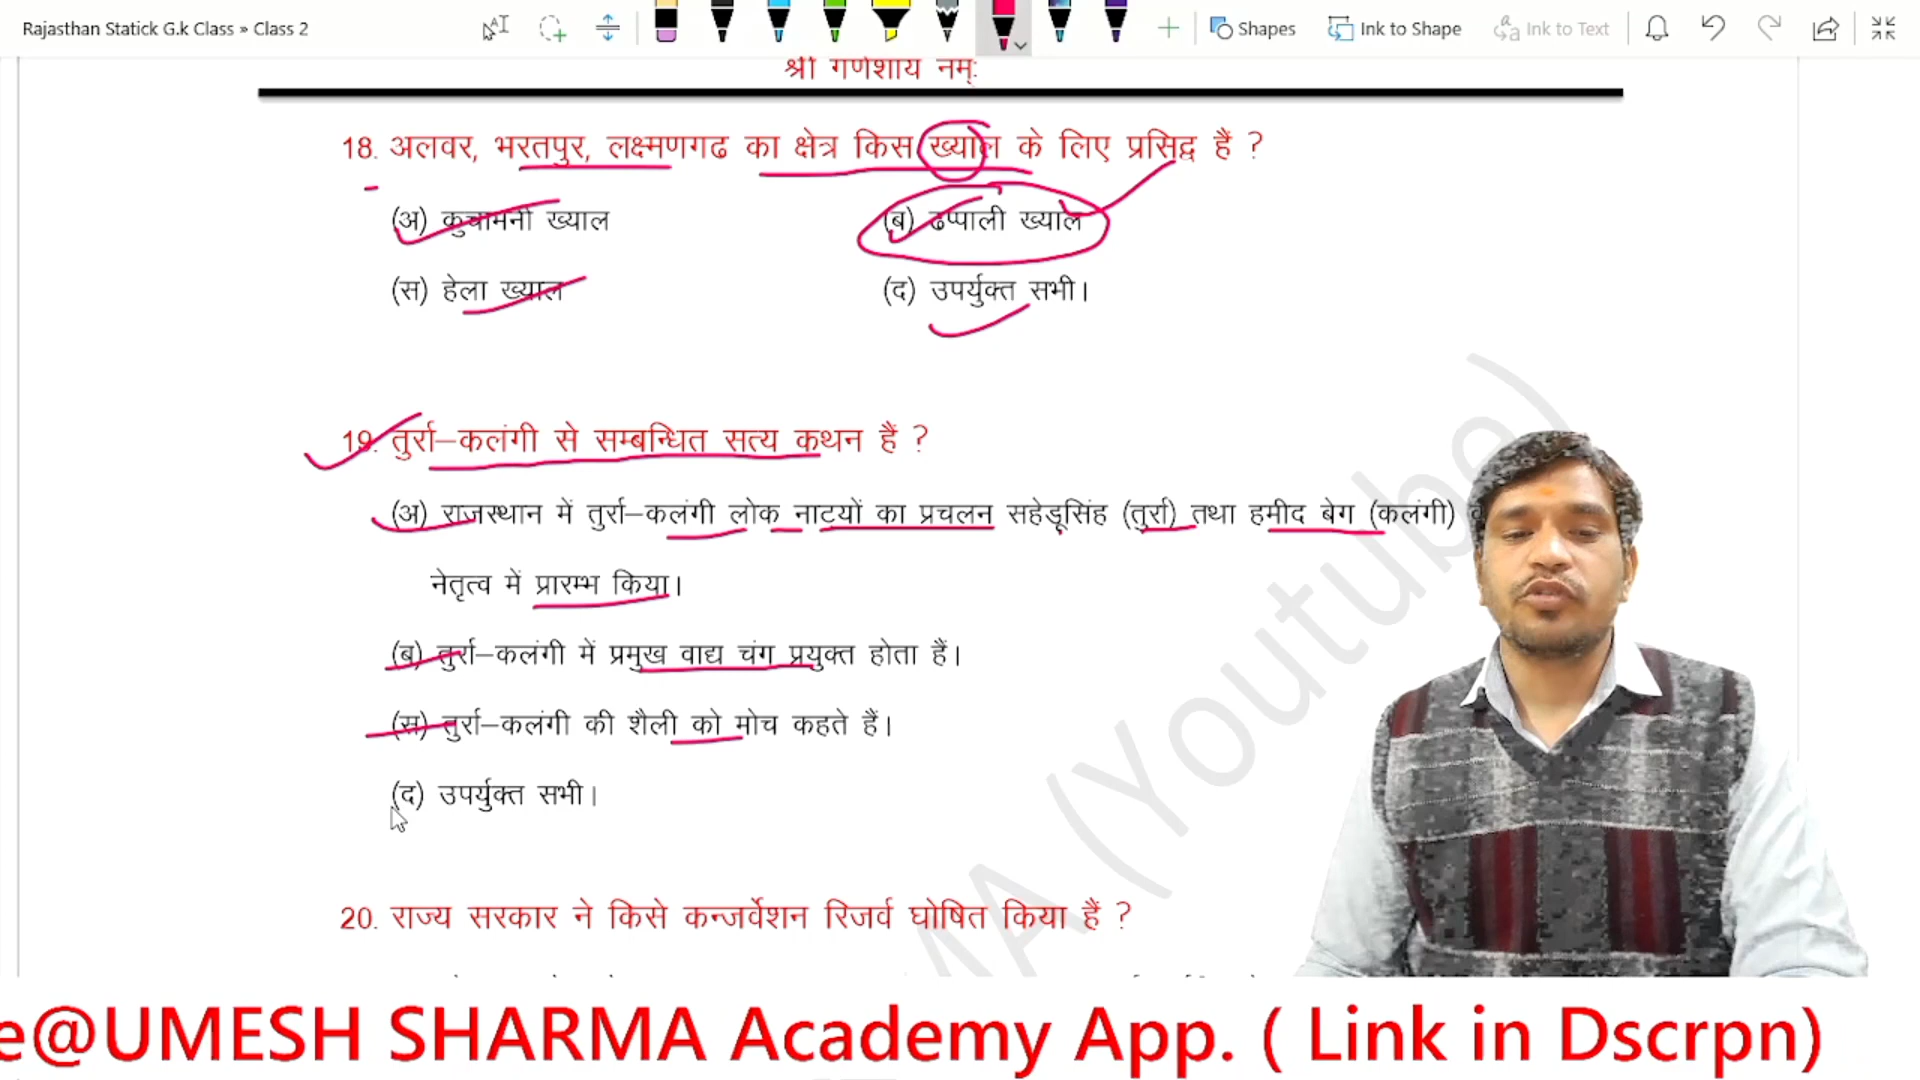 Rajasthan Statick G.k Class » Class 2
Shapes
Ink to Shape
Ink to Text
श्री गणेशाय नम्:
18. अलवर, भरतपुर, लक्ष्मणगढ का क्षेत्र किस ख्याल के लिए प्रसिद्व हैं ?
(अ) कुचामनी ख्याल (ब) ढप्पाली ख्याल
(स) हेला ख्याल (द) उपर्युक्त सभी।
19. तुर्रा–कलंगी से सम्बन्धित सत्य कथन हैं ?
(अ) राजस्थान में तुर्रा–कलंगी लोक नाटयों का प्रचलन सहेडूसिंह (तुर्रा) तथा हमीद बेग (कलंगी)
नेतृत्व में प्रारम्भ किया।
(ब) तुर्रा–कलंगी में प्रमुख वाद्य चंग प्रयुक्त होता हैं।
(स) तुर्रा–कलंगी की शैली को मोच कहते हैं।
(द) उपर्युक्त सभी।
20. राज्य सरकार ने किसे कन्जर्वेशन रिजर्व घोषित किया हैं ?
MA (Youtube)
e@UMESH SHARMA Academy App. ( Link in Dscrpn)